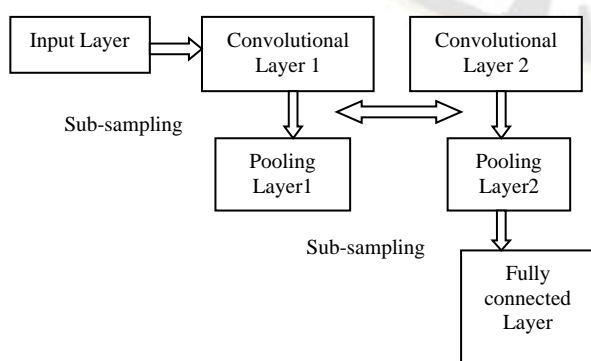 Input Layer
Convolutional
Layer 1
Convolutional
Layer 2
Sub-sampling
Pooling
Layer1
Pooling
Layer2
Sub-sampling
Fully
connected
Layer